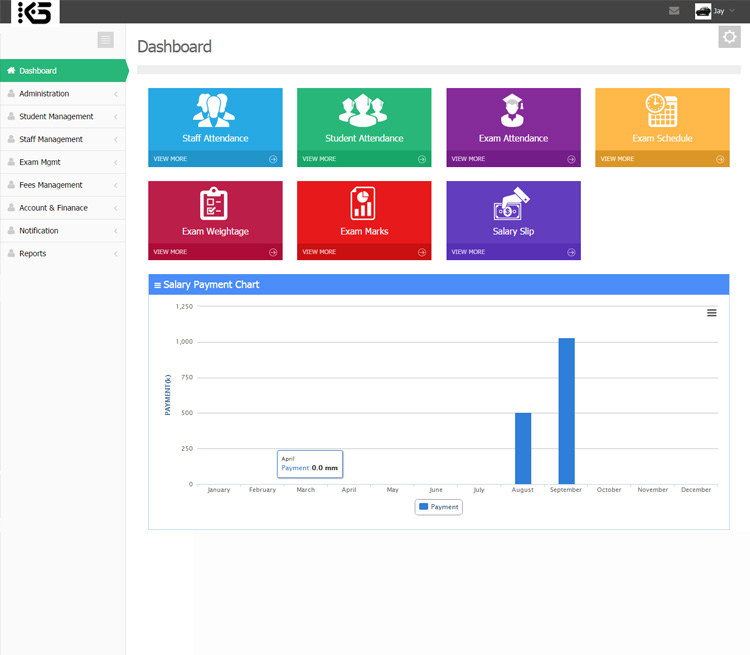 K5
Jay
Dashboard
Dashboard
Administration
Student Management
Staff Management
Exam Mgmt
Fees Management
Account & Finanace
Notification
Reports
Staff Attendance
VIEW MORE
Student Attendance
VIEW MORE
Exam Attendance
VIEW MORE
Exam Schedule
VIEW MORE
Exam Weightage
VIEW MORE
Exam Marks
VIEW MORE
Salary Slip
VIEW MORE
Salary Payment Chart
PAYMENT(k)
1,250
1,000
750
500
250
0
April
Payment: 0.0 mm
January February March April May June July August September October November December
Payment